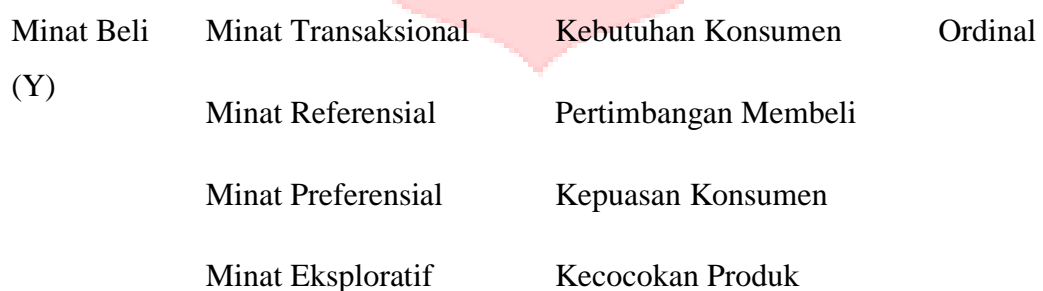 Minat Beli Minat Transaksional Kebutuhan Konsumen Ordinal
(Y)
Minat Referensial Pertimbangan Membeli
Minat Preferensial Kepuasan Konsumen
Minat Eksploratif Kecocokan Produk